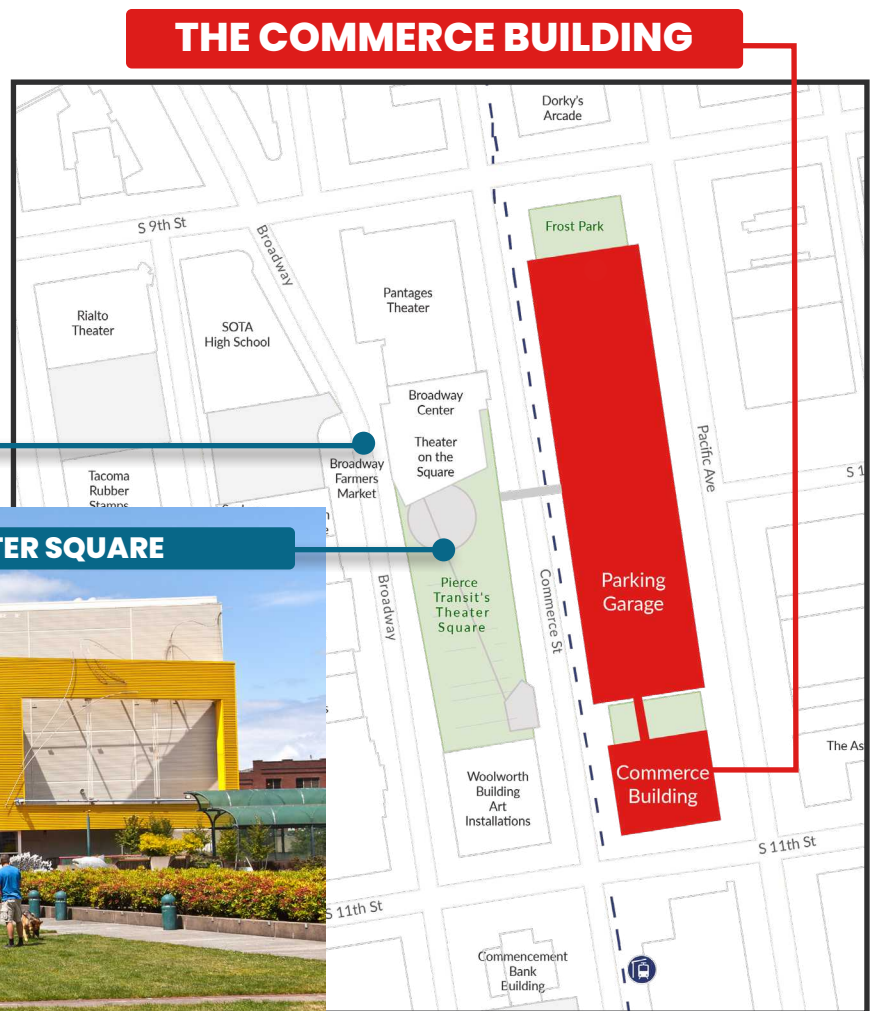 THE COMMERCE BUILDING
Dorky's
Arcade
S 9th St
Broadway
Frost Park
Rialto
Theater
SOTA
High School
Pantages
Theater
Broadway
Center
Theater
on the
Square
Pacific Ave
Broadway
Farmers
Market
S 1
Tacoma
Rubber
Stamps
TER SQUARE
Pierce
Transit's
Theater
Square
Broadway
Commerce St
Parking
Garage
The As
Commerce
Building
Woolworth
Building
Art
Installations
S 11th St
S 11th St
Commencement
Bank
Building